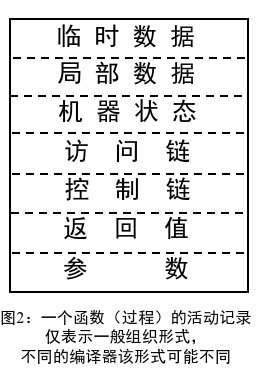 临时数据
局部数据
机器状态
访问链
控制链
返回值
参数
图2：一个函数（过程）的活动记录
仅表示一般组织形式，
不同的编译器该形式可能不同